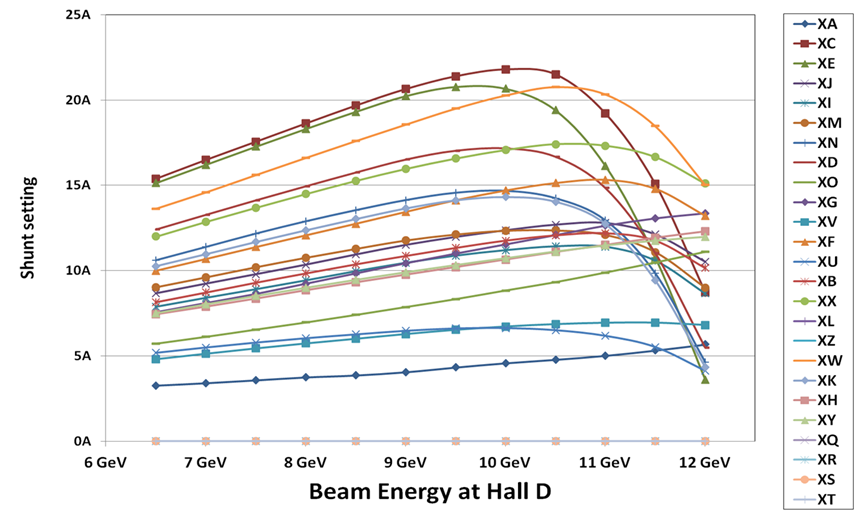 25A
20A
15A
10A
5A
0A
Shunt setting
6 GeV 7 GeV 8 GeV 9 GeV 10 GeV 11 GeV 12 GeV
Beam Energy at Hall D
XA
XC
XE
XJ
XI
XM
XN
XD
XO
XG
XV
XF
XU
XB
XX
XL
XZ
XW
XK
XH
XY
XQ
XR
XS
XT